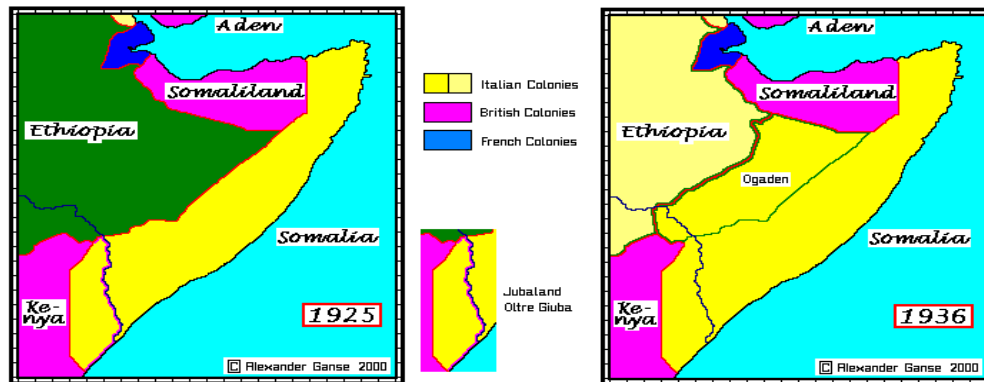 Aden
Somaliland
Ethiopia
Somalia
Ke-
nya
1925
C Alexander Ganse 2000
Italian Colonies
British Colonies
French Colonies
Jubaland
Oltre Giuba
Aden
Somaliland
Ethiopia
Ogaden
Somalia
Ke-
nya
1936
C Alexander Ganse 2000